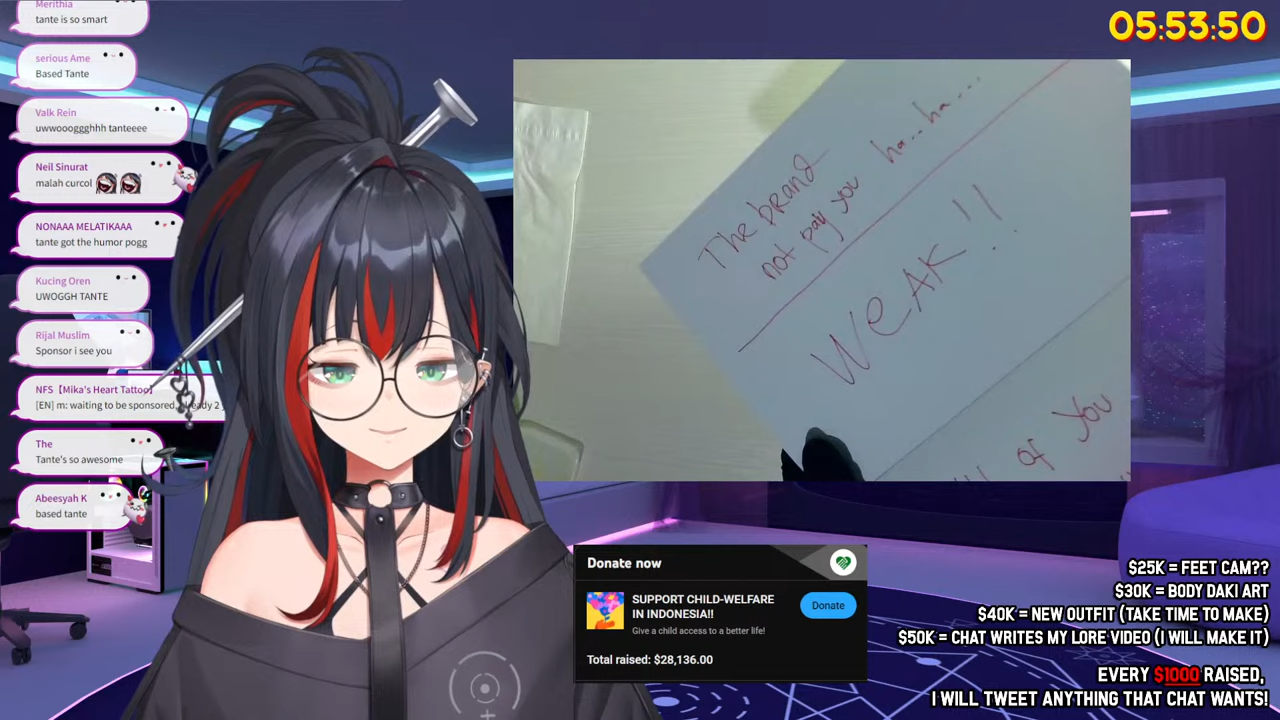 Merithia
tante is so smart
serious Ame
Based Tante
Valk Rein
uwwoooggghhh tanteeee
Neil Sinurat
malah curcol
NONAAA MELATIKAAA
tante got the humor pogg
Kucing Oren
UWOGGH TANTE
Rijal Muslim
Sponsor i see you
NFS【Mika's Heart Tattoo】
[EN] m: waiting to be sponsored, already 2
The
Tante's so awesome
Abeesyah K
based tante
05:53:50
The brand
not pay you ha...ha...
WEAK!!
of you
Donate now
SUPPORT CHILD-WELFARE
IN INDONESIA!!
Give a child access to a better life!
Donate
Total raised: $28,136.00
$25K = FEET CAM??
$30K = BODY DAKI ART
$40K = NEW OUTFIT (TAKE TIME TO MAKE)
$50K = CHAT WRITES MY LORE VIDEO (I WILL MAKE IT)
EVERY $1000 RAISED,
I WILL TWEET ANYTHING THAT CHAT WANTS!